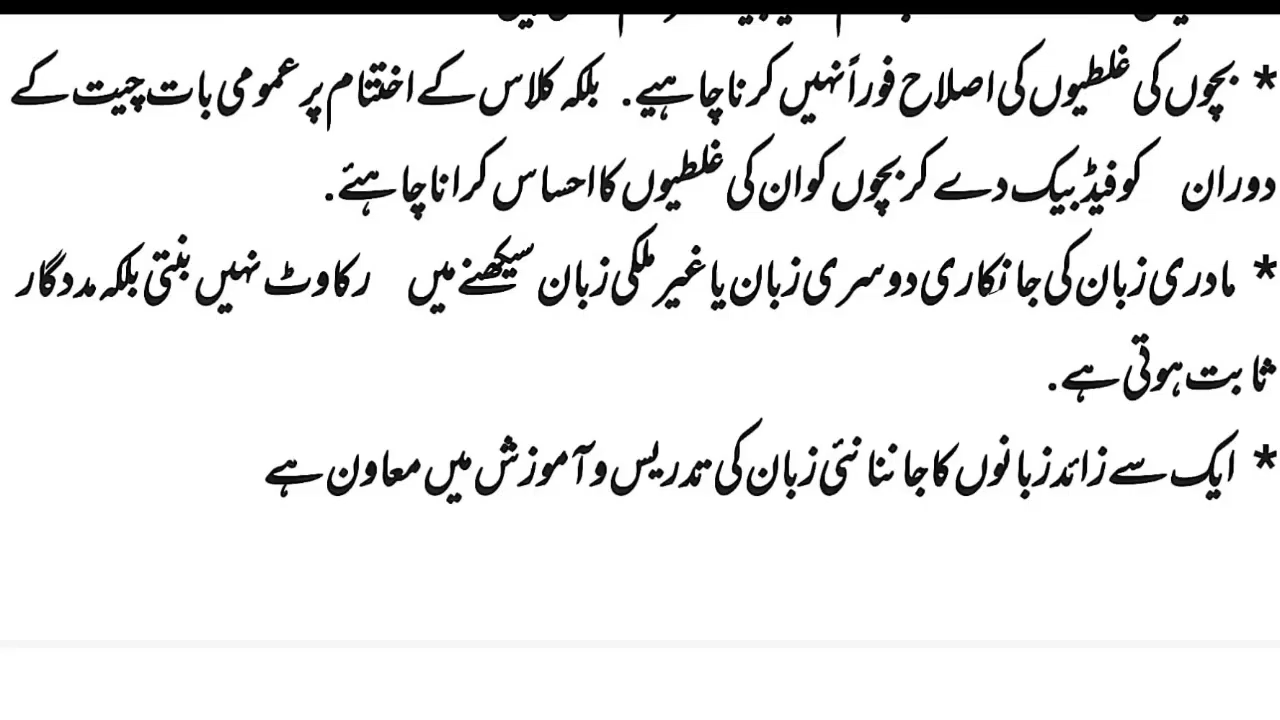 * بچوں کی غلطیوں کی اصلاح فوراً نہیں کرنا چاہیے. بلکہ کلاس کے اختتام پر عمومی بات چیت کے
دوران کو فیڈ بیک دے کر بچوں کو ان کی غلطیوں کا احساس کرانا چاہئے.
* مادری زبان کی جانکاری دوسری زبان یا غیر ملکی زبان سیکھنے میں رکاوٹ نہیں بنتی بلکہ مددگار
ثابت ہوتی ہے.
* ایک سے زائد زبانوں کا جاننا نئی زبان کی تدریس و آموزش میں معاون ہے